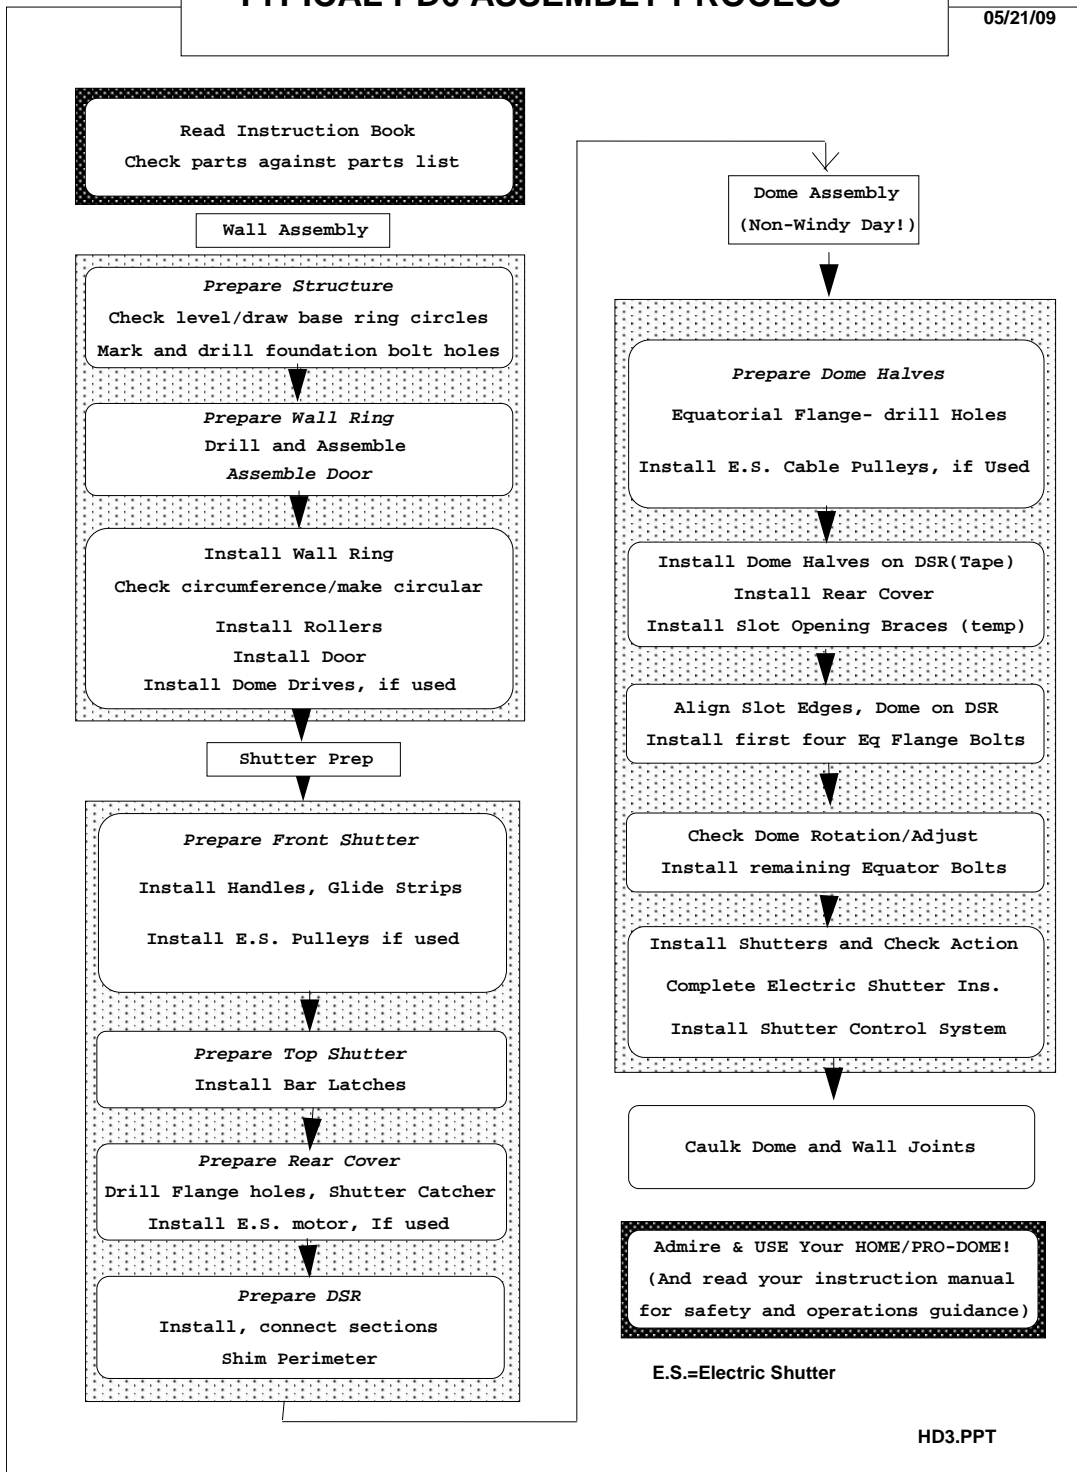 TYPICAL ASSEMBLY PROCESS
05/21/09
Read Instruction Book
Check parts against parts list
Wall Assembly
Prepare Structure
Check level/draw base ring circles
Mark and drill foundation bolt holes
Prepare Wall Ring
Drill and Assemble
Assemble Door
Install Wall Ring
Check circumference/make circular
Install Rollers
Install Door
Install Dome Drives, if used
Shutter Prep
Prepare Front Shutter
Install Handles, Glide Strips
Install E.S. Pulleys if used
Prepare Top Shutter
Install Bar Latches
Prepare Rear Cover
Drill Flange holes, Shutter Catcher
Install E.S. motor, If used
Prepare DSR
Install, connect sections
Shim Perimeter
Dome Assembly
(Non-Windy Day!)
Prepare Dome Halves
Equatorial Flange- drill Holes
Install E.S. Cable Pulleys, if Used
Install Dome Halves on DSR(Tape)
Install Rear Cover
Install Slot Opening Braces (temp)
Align Slot Edges, Dome on DSR
Install first four Eq Flange Bolts
Check Dome Rotation/Adjust
Install remaining Equator Bolts
Install Shutters and Check Action
Complete Electric Shutter Ins.
Install Shutter Control System
Caulk Dome and Wall Joints
Admire & USE Your HOME/PRO-DOME!
(And read your instruction manual
for safety and operations guidance)
E.S.=Electric Shutter
HD3.PPT